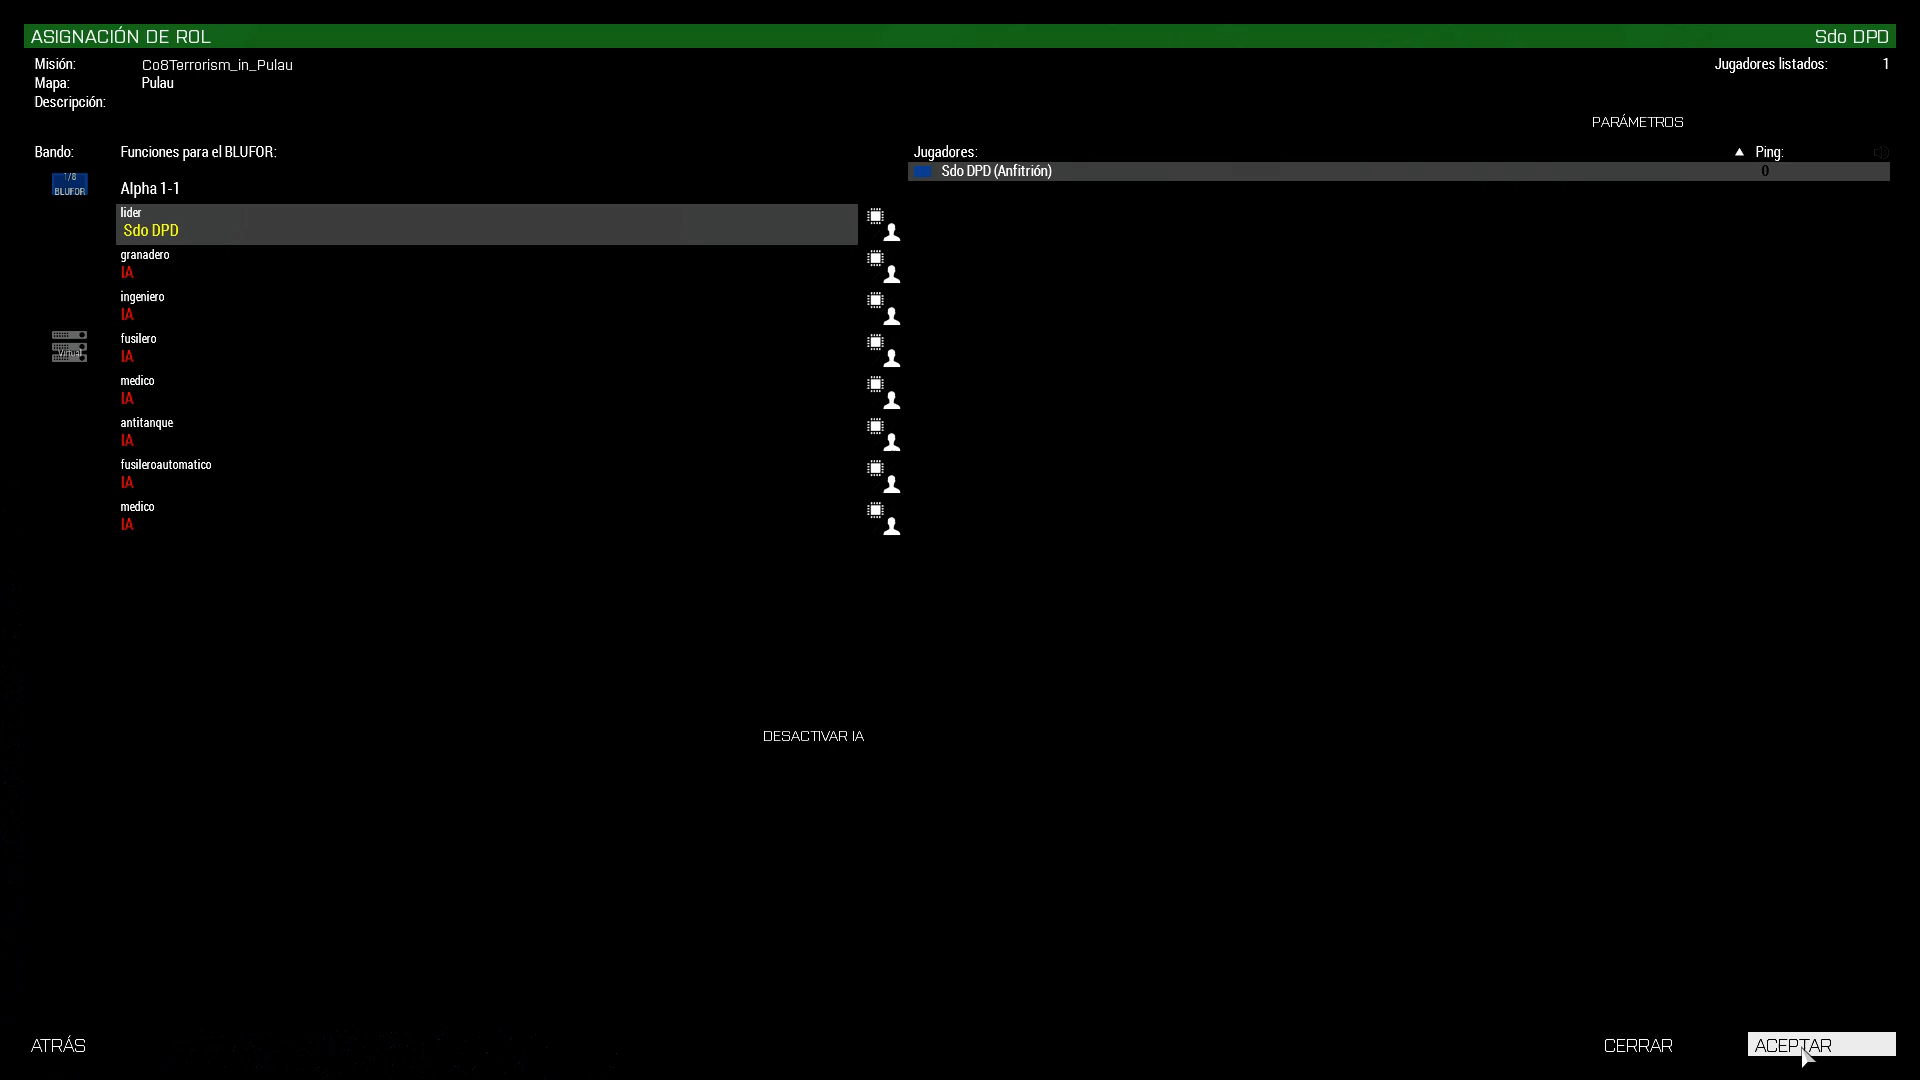 ASIGNACIÓN DE ROL Sdo DPD
Misión: Co8Terrorism_in_Pulau Jugadores listados: 1
Mapa: Pulau
Descripción:
PARÁMETROS
Bando: Funciones para el BLUFOR: Jugadores: Ping:
Sdo DPD (Anfitrión) 0
1/8
BLUFOR
Alpha 1-1
lider
Sdo DPD
granadero
IA
ingeniero
IA
fusilero
IA
Virtual
medico
IA
antitanque
IA
fusileroautomatico
IA
medico
IA
DESACTIVAR IA
ATRÁS CERRAR ACEPTAR